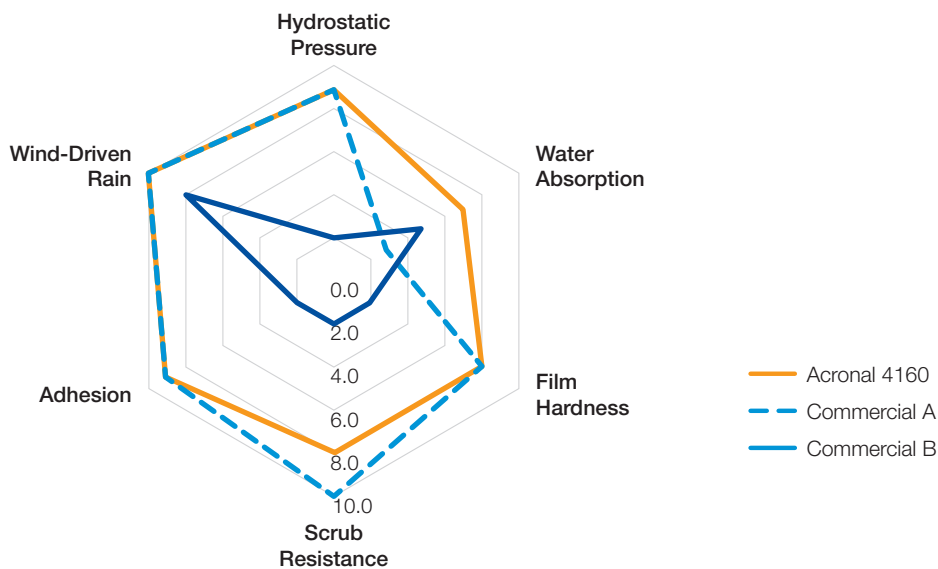 Hydrostatic
Pressure
Wind-Driven
Rain
Water
Absorption
0.0
2.0
4.0
6.0
8.0
10.0
Adhesion
Film
Hardness
Scrub
Resistance
Acronal 4160
Commercial A
Commercial B